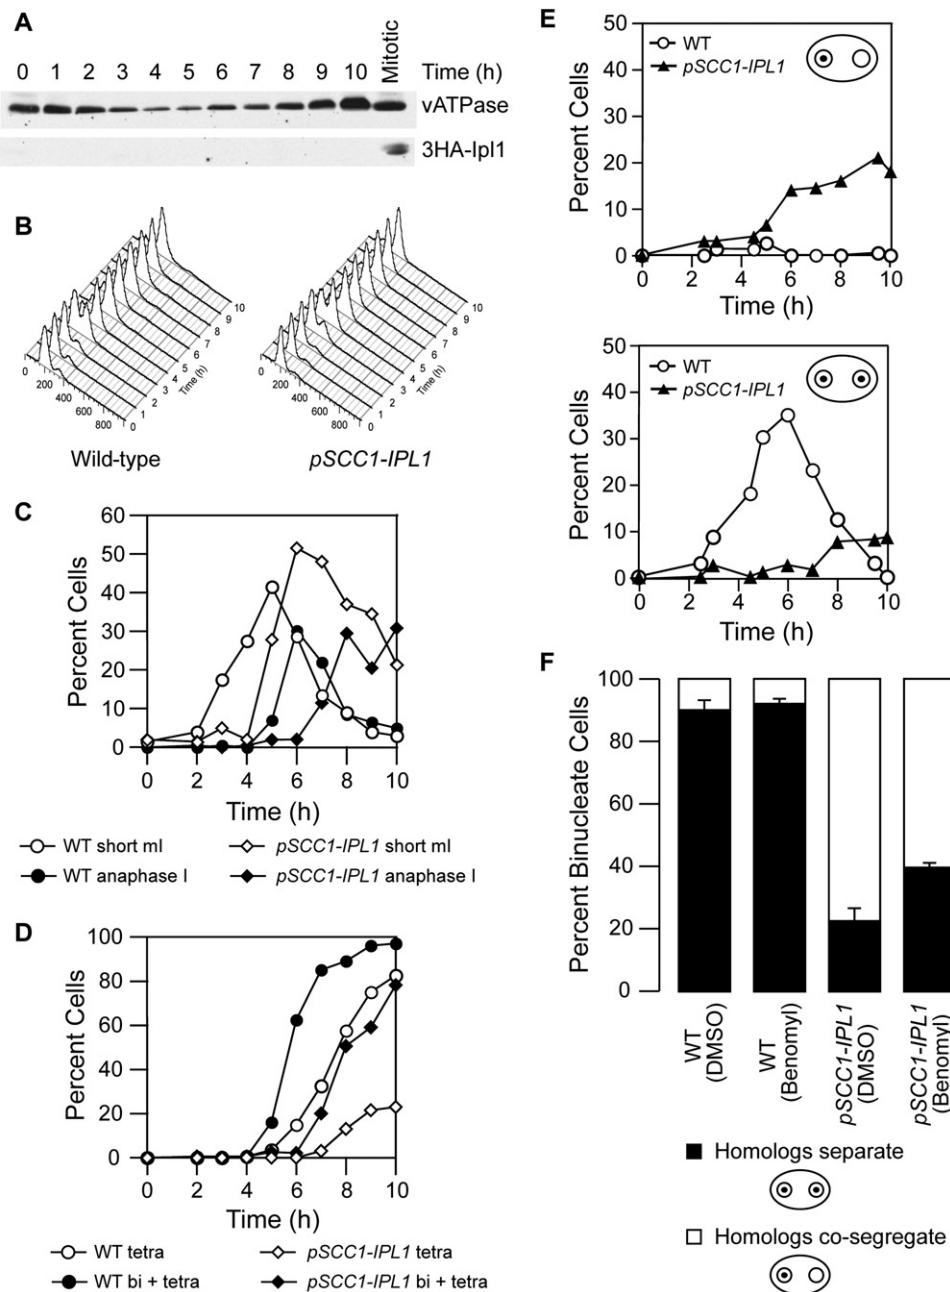 A
0 1 2 3 4 5 6 7 8 9 10 Mitotic Time (h)
vATPase
3HA-Ipl1
B
0 200 400 600 800
0 1 2 3 4 5 6 7 8 9 10
Time (h)
Wild-type
0 200 400 600 800
0 1 2 3 4 5 6 7 8 9 10
Time (h)
pSCC1-IPL1
C
60
50
40
30
20
10
0
Percent Cells
0 2 4 6 8 10
Time (h)
WT short mI
pSCC1-IPL1 short mI
WT anaphase I
pSCC1-IPL1 anaphase I
D
100
80
60
40
20
0
Percent Cells
0 2 4 6 8 10
Time (h)
WT tetra
pSCC1-IPL1 tetra
WT bi + tetra
pSCC1-IPL1 bi + tetra
E
50
40
30
20
10
0
Percent Cells
WT
pSCC1-IPL1
0 2 4 6 8 10
Time (h)
50
40
30
20
10
0
Percent Cells
WT
pSCC1-IPL1
0 2 4 6 8 10
Time (h)
F
100
80
60
40
20
0
Percent Binucleate Cells
WT
(DMSO)
WT
(Benomyl)
pSCC1-IPL1
(DMSO)
pSCC1-IPL1
(Benomyl)
Homologs separate
Homologs co-segregate